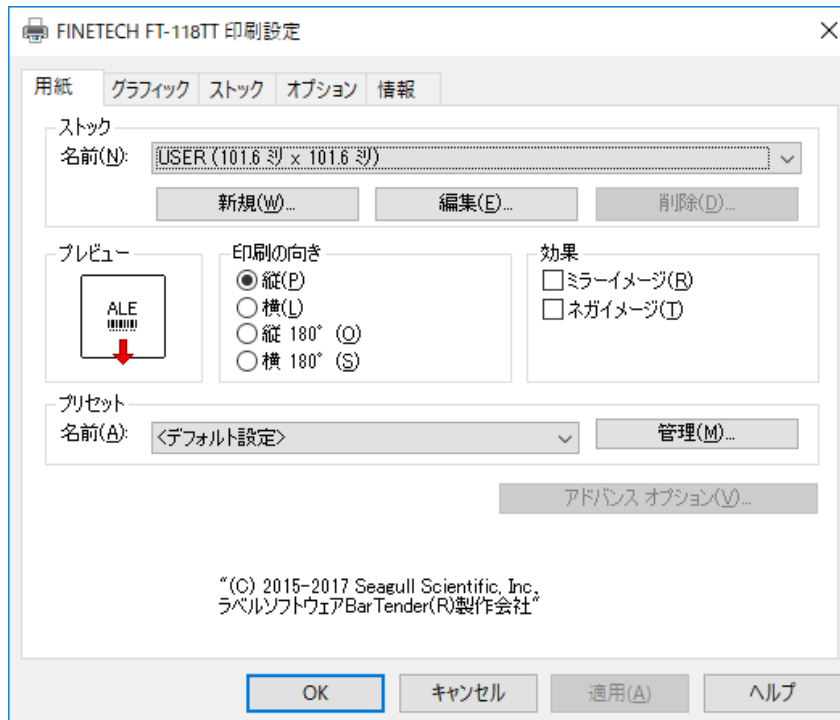 FINETECH FT-118TT 印刷設定
用紙 グラフィック ストック オプション 情報
ストック
名前(N): USER (101.6 ミリ x 101.6 ミリ)
新規(W)... 編集(E)... 削除(D)...
プレビュー 印刷の向き 効果
ALE
縦(P)
横(L)
縦 180° (O)
横 180° (S)
ミラーイメージ(R)
ネガイメージ(T)
プリセット
名前(A): <デフォルト設定> 管理(M)...
アドバンス オプション(V)...
"(C) 2015-2017 Seagull Scientific, Inc.
ラベルソフトウェアBarTender(R)製作会社"
OK キャンセル 適用(A) ヘルプ